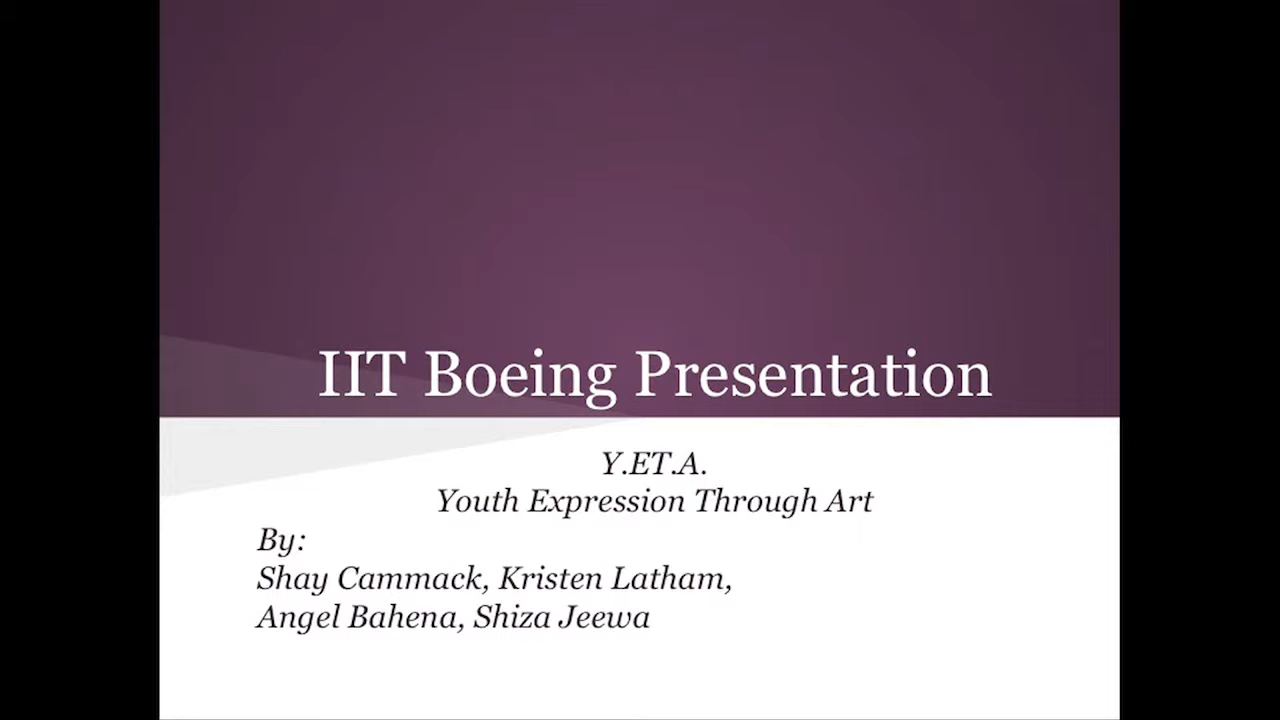 IIT Boeing Presentation
Y.ET.A.
Youth Expression Through Art
By:
Shay Cammack, Kristen Latham,
Angel Bahena, Shiza Jeewa